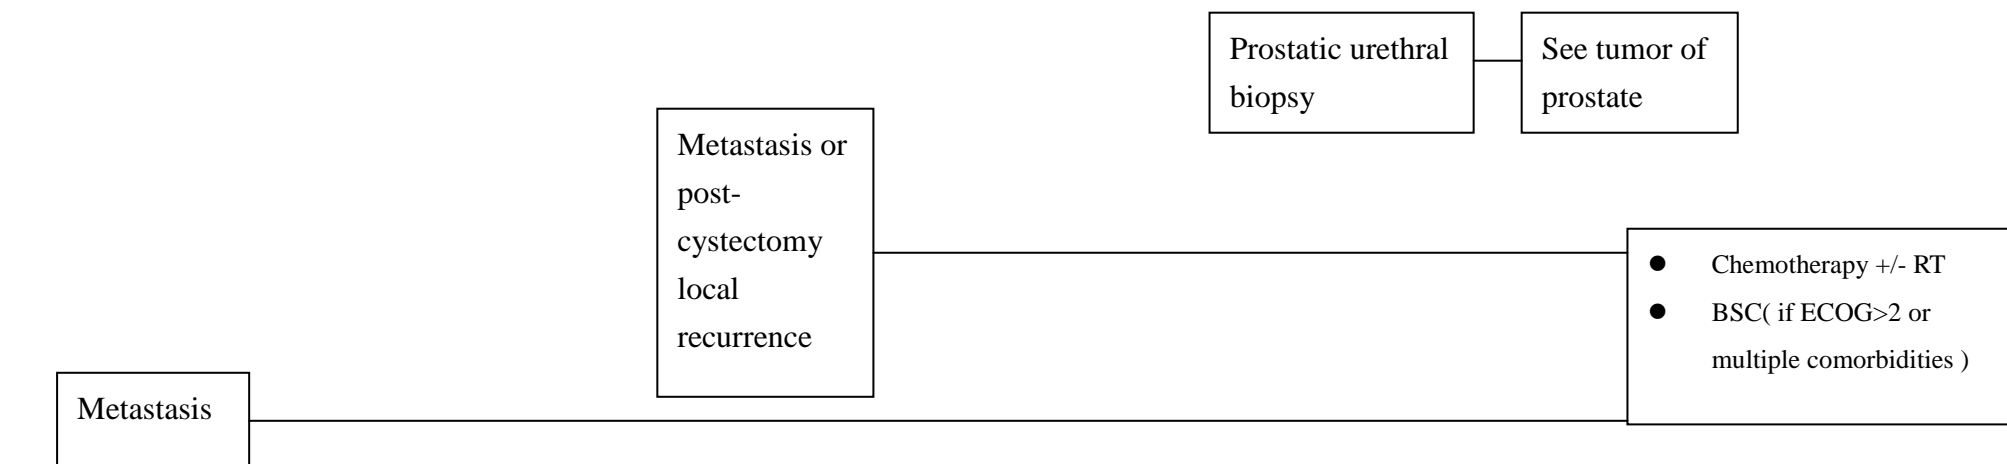 Prostatic urethral
biopsy
See tumor of
prostate
Metastasis or
post-
cystectomy
local
recurrence
● Chemotherapy +/- RT
● BSC( if ECOG>2 or
multiple comorbidities )
Metastasis